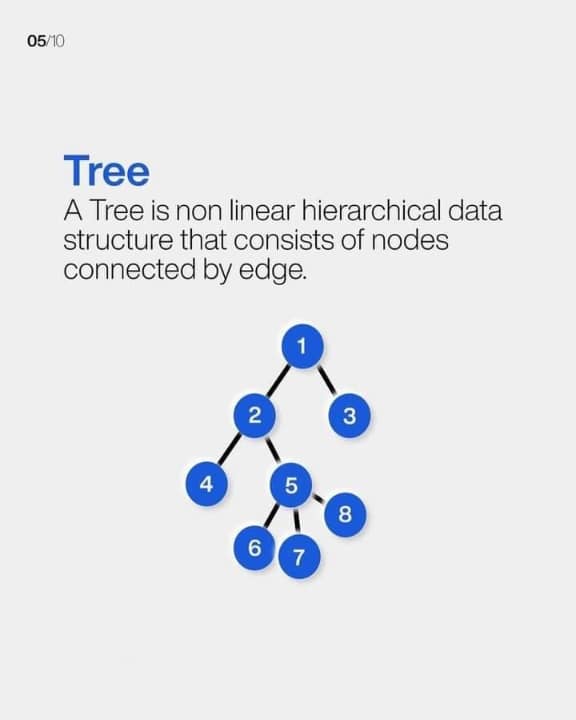 05/10
Tree
A Tree is non linear hierarchical data
structure that consists of nodes
connected by edge.
1
2
3
4
5
8
6
7